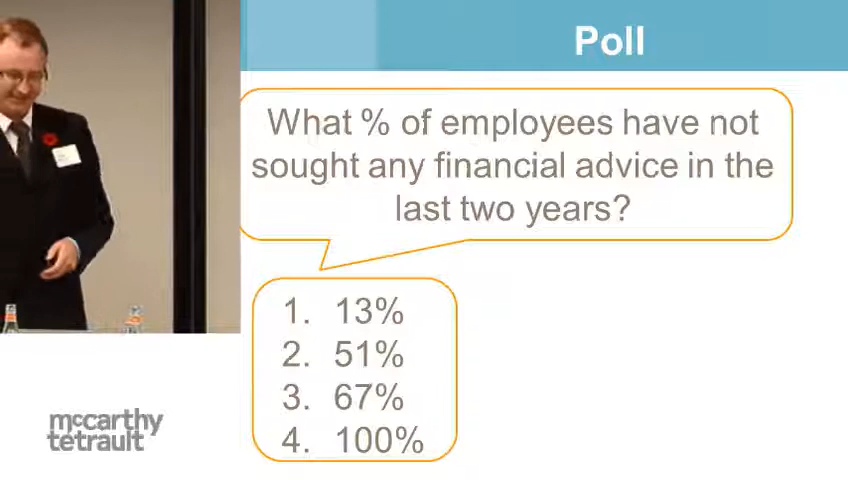 Poll
What % of employees have not
sought any financial advice in the
last two years?
1. 13%
2. 51%
3. 67%
4. 100%
mccarthy
tetrault